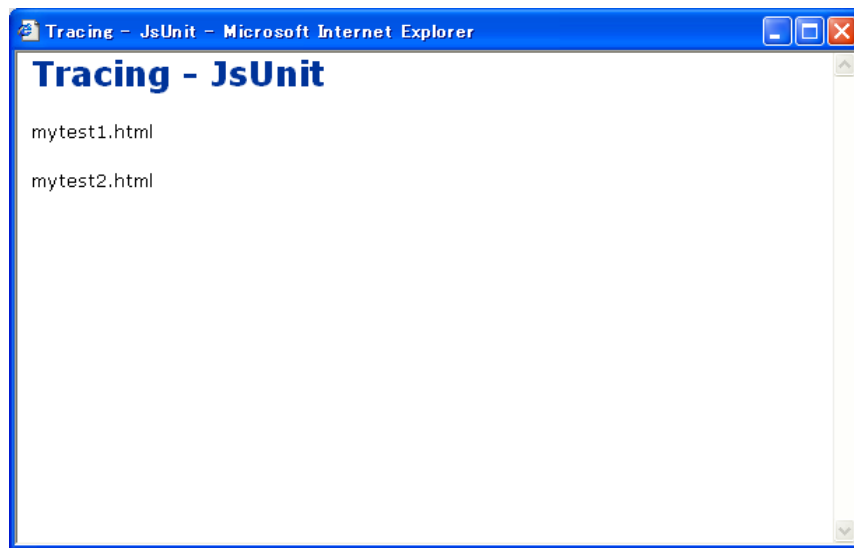 Tracing - JsUnit - Microsoft Internet Explorer
Tracing - JsUnit
mytest1.html
mytest2.html